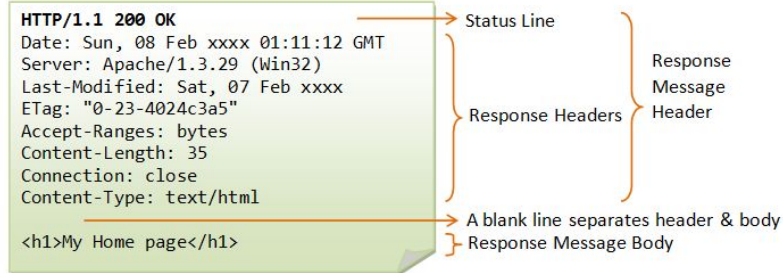 HTTP/1.1 200 OK
Date: Sun, 08 Feb xxxx 01:11:12 GMT
Server: Apache/1.3.29 (Win32)
Last-Modified: Sat, 07 Feb xxxx
ETag: "0-23-4024c3a5"
Accept-Ranges: bytes
Content-Length: 35
Connection: close
Content-Type: text/html
<h1>My Home page</h1>
Status Line
Response Headers
Response
Message
Header
A blank line separates header & body
Response Message Body